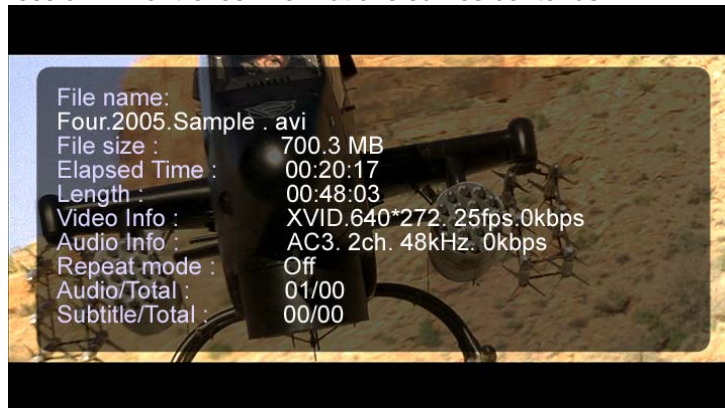 File name:
Four.2005.Sample . avi
File size : 700.3 MB
Elapsed Time : 00:20:17
Length : 00:48:03
Video Info : XVID.640*272. 25fps.0kbps
Audio Info : AC3. 2ch. 48kHz. 0kbps
Repeat mode : Off
Audio/Total : 01/00
Subtitle/Total : 00/00